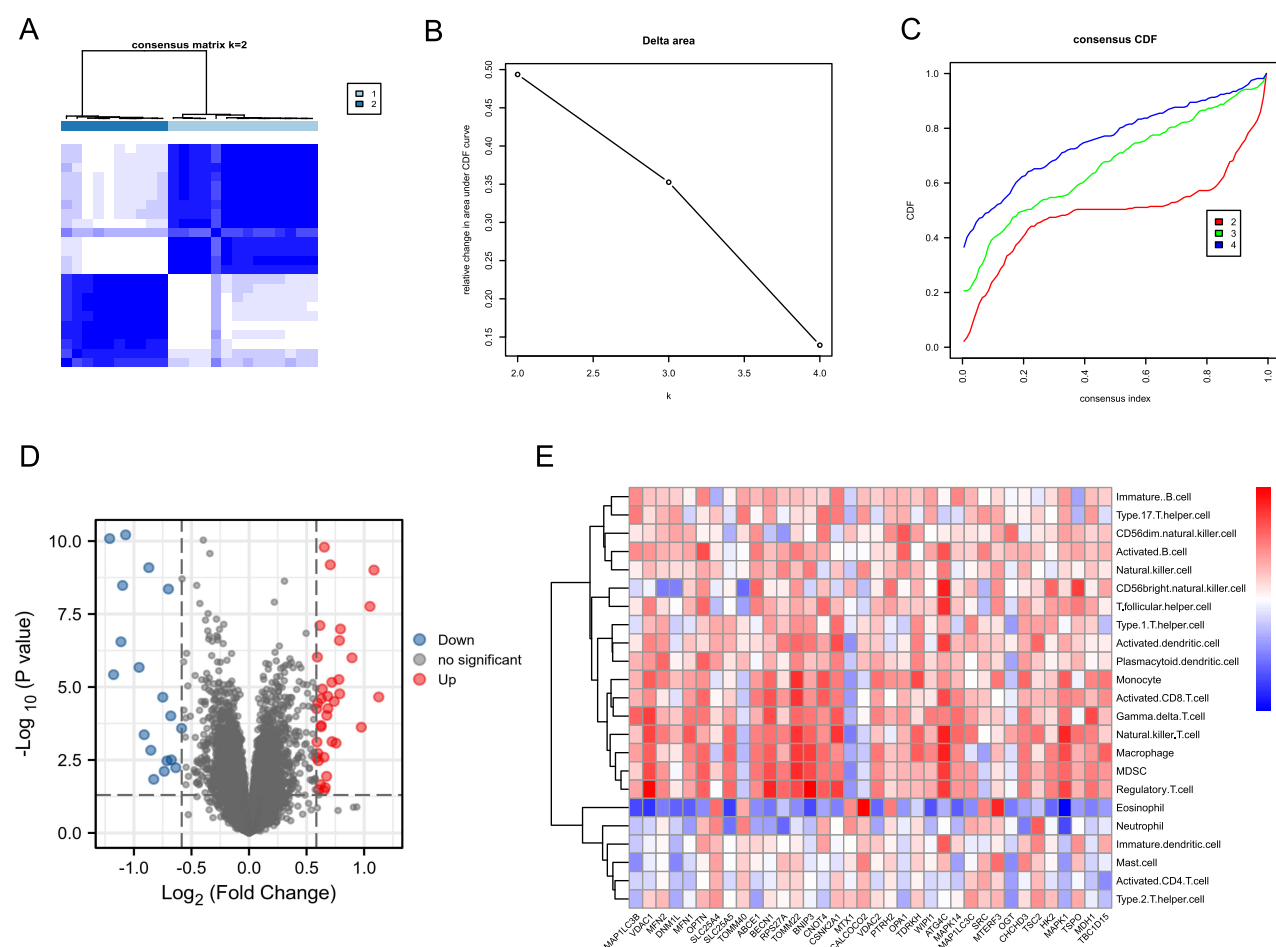 A
consensus matrix k=2
1
2
B
Delta area
relative change in area under CDF curve
0.50
0.45
0.40
0.35
0.30
0.25
0.20
0.15
2.0
2.5
3.0
3.5
4.0
k
C
consensus CDF
CDF
1.0
0.8
0.6
0.4
0.2
0.0
2
3
4
0.0
0.2
0.4
0.6
0.8
1.0
consensus index
D
-Log10 (P value)
10.0
7.5
5.0
2.5
0.0
-1.0
-0.5
0.0
0.5
1.0
Log2 (Fold Change)
Down
no significant
Up
E
Immature..B.cell
Type.17.T.helper.cell
CD56dim.natural.killer.cell
Activated.B.cell
Natural.killer.cell
CD56bright.natural.killer.cell
T.follicular.helper.cell
Type.1.T.helper.cell
Activated.dendritic.cell
Plasmacytoid.dendritic.cell
Monocyte
Activated.CD8.T.cell
Gamma.delta.T.cell
Natural.killer.T.cell
Macrophage
MDSC
Regulatory.T.cell
Eosinophil
Neutrophil
Immature.dendritic.cell
Mast.cell
Activated.CD4.T.cell
Type.2.T.helper.cell
MAP1LC3B
VDAC1
MFN2
DNM1L
MFN1
OPTN
SLC25A4
SLC25A5
TOMM40
ABCE1
BECN1
RPS27A
TOMM22
BNIP3
CNOT4
CSNK2A1
MTX1
CALCOCO2
VDAC2
PTRH2
OPA1
TDRKH
WIPI1
ATG4C
MAPK14
MAP1LC3C
SRC
MTERF3
OGT
CHCHD3
TSC2
HK2
MAPK1
TSPO
MDH1
TBC1D15